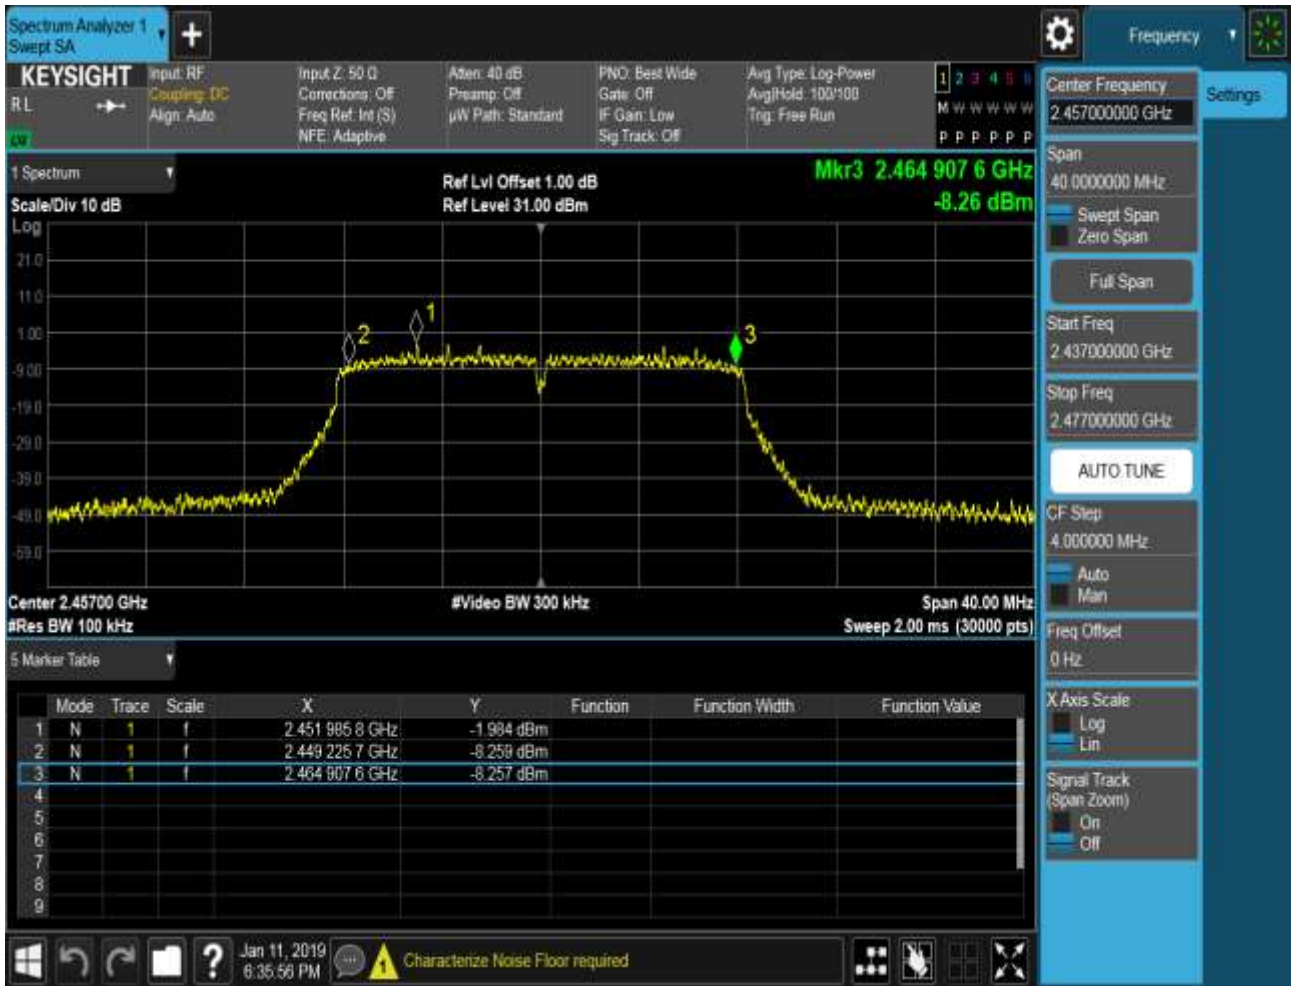 Spectrum Analyzer 1
Swept SA
Frequency
KEYSIGHT
RL
Input: RF
Coupling: DC
Align: Auto
Input Z: 50 Ω
Corrections: Off
Freq Ref: Int (S)
NFE: Adaptive
Atten: 40 dB
Preamp: Off
µW Path: Standard
PNO: Best Wide
Gate: Off
IF Gain: Low
Sig Track: Off
Avg Type: Log-Power
Avg|Hold: 100/100
Trig: Free Run
1 2 3 4 5 6
M W W W W W
P P P P P P
1 Spectrum
Scale/Div 10 dB
Log
Ref Lvl Offset 1.00 dB
Ref Level 31.00 dBm
Mkr3 2.464 907 6 GHz
-8.26 dBm
21.0
11.0
1.00
-9.00
-19.0
-29.0
-39.0
-49.0
-59.0
2
1
3
Center 2.45700 GHz
#Video BW 300 kHz
Span 40.00 MHz
#Res BW 100 kHz
Sweep 2.00 ms (30000 pts)
5 Marker Table
Mode Trace Scale X Y Function Function Width Function Value
1 N 1 f 2.451 985 8 GHz -1.984 dBm
2 N 1 f 2.449 225 7 GHz -8.259 dBm
3 N 1 f 2.464 907 6 GHz -8.257 dBm
4
5
6
7
8
9
Center Frequency
2.457000000 GHz
Settings
Span
40.0000000 MHz
Swept Span
Zero Span
Full Span
Start Freq
2.437000000 GHz
Stop Freq
2.477000000 GHz
AUTO TUNE
CF Step
4.000000 MHz
Auto
Man
Freq Offset
0 Hz
X Axis Scale
Log
Lin
Signal Track
(Span Zoom)
On
Off
?
Jan 11, 2019
6:35:56 PM
1
Characterize Noise Floor required